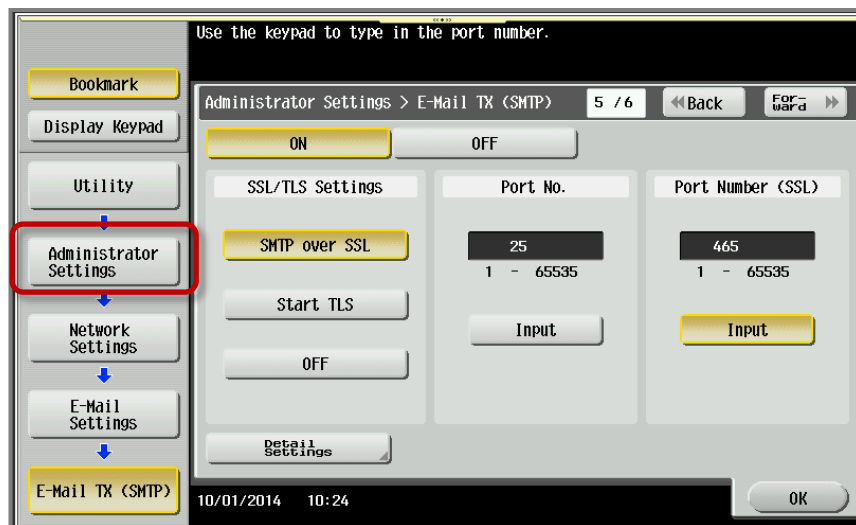 Use the keypad to type in the port number.
Bookmark
Display Keypad
Utility
Administrator
Settings
Network
Settings
E-Mail
Settings
E-Mail TX (SMTP)
Administrator Settings > E-Mail TX (SMTP)
5 /6
Back
For-
ward
ON
OFF
SSL/TLS Settings
SMTP over SSL
Start TLS
OFF
Port No.
25
1 - 65535
Input
Port Number (SSL)
465
1 - 65535
Input
Detail
Settings
10/01/2014 10:24
OK